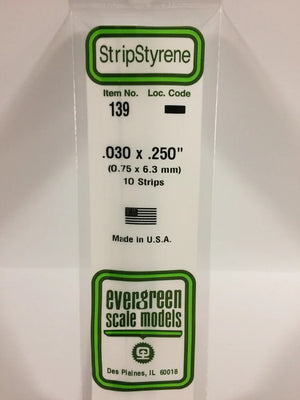 StripStyrene
Item No. Loc. Code
139
.030 x .250"
(0.75 x 6.3 mm)
10 Strips
Made in U.S.A.
evergreen
scale models
Des Plaines, IL 60018